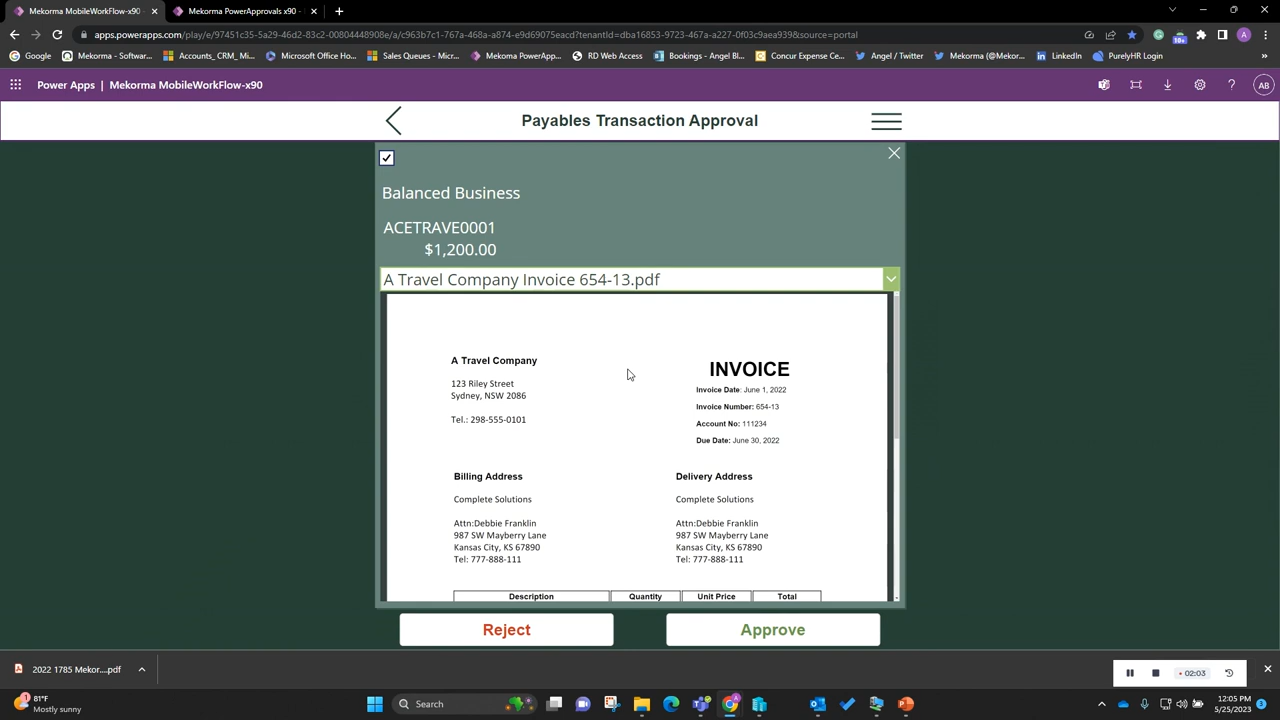 Mekorma MobileWorkFlow-x90 -
Mekorma Approvals x90 -
apps.powerapps.com/play/e/97451c35-5a29-46d2-83c2-00804448908e/a/c963b7c1-767a-468a-a874-e9d69075eacd?tenantId=dba16853-9723-467a-a227-0f03c9aea939&source=portal
Google
Mekorma - Softwar...
Accounts_CRM_Mi...
Microsoft Office Ho...
Sales Queues - Micr...
Mekorma PowerApp...
RD Web Access
Bookings - Angel Bl...
Concur Expense Cer...
Angel / Twitter
Mekorma (@Mekor...
LinkedIn
Facebook Portal
Power Apps | Mekorma MobileWorkFlow-x90
AB
Payables Transaction Approval
Balanced Business
ACETRAVE0001
$1,200.00
A Travel Company Invoice 654-13.pdf
A Travel Company
123 Riley Street
Sydney, NSW 2086
Tel.: 298-555-0101
INVOICE
Invoice Date: June 1, 2022
Invoice Number: 654-13
Account No: 111234
Due Date: June 30, 2022
Billing Address
Complete Solutions
Attn:Debbie Franklin
987 SW Mayberry Lane
Kansas City, KS 67890
Tel: 777-888-111
Delivery Address
Complete Solutions
Attn:Debbie Franklin
987 SW Mayberry Lane
Kansas City, KS 67890
Tel: 777-888-111
Description Quantity Unit Price Total
Reject
Approve
2022 1785 Mekor....pdf
02:03
81°F
Mostly sunny
Search
12:05 PM
5/25/2023